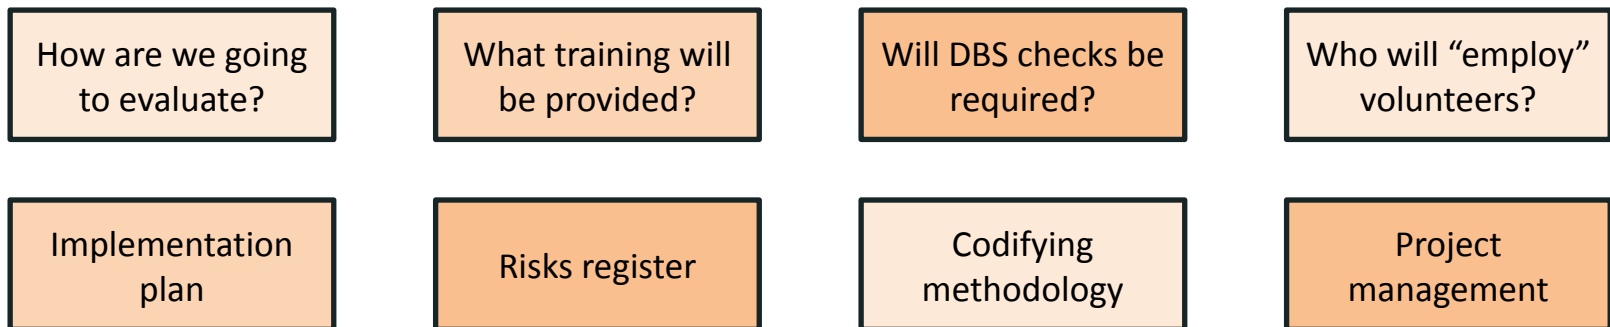 How are we going
to evaluate?
What training will
be provided?
Will DBS checks be
required?
Who will “employ”
volunteers?
Implementation
plan
Risks register
Codifying
methodology
Project
management